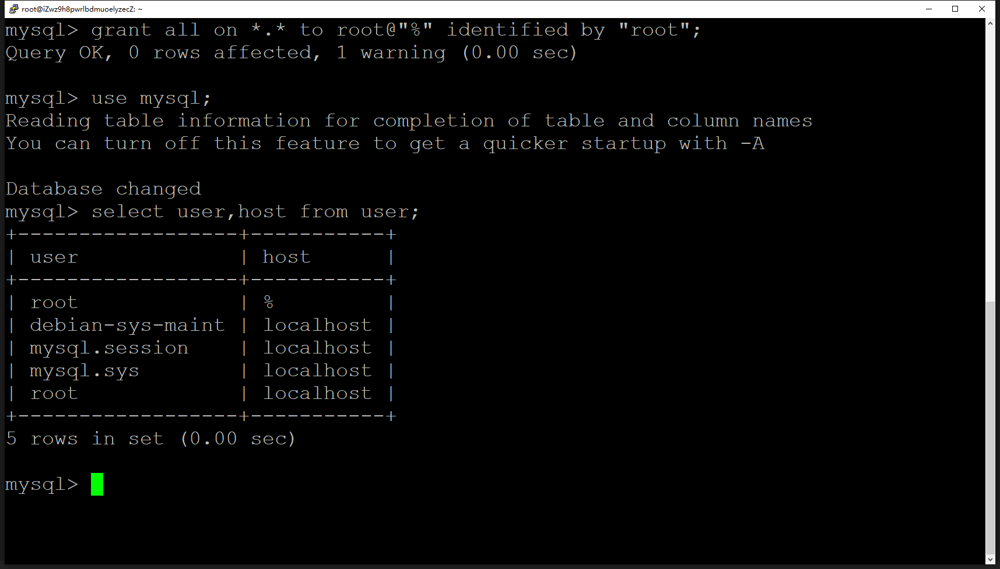 root@iZwz9h8pwrlbdmuoelyzecZ: ~
mysql> grant all on *.* to root@"%" identified by "root";
Query OK, 0 rows affected, 1 warning (0.00 sec)
mysql> use mysql;
Reading table information for completion of table and column names
You can turn off this feature to get a quicker startup with -A
Database changed
mysql> select user,host from user;
+------------------+-----------+
| user             | host      |
+------------------+-----------+
| root             | %         |
| debian-sys-maint | localhost |
| mysql.session    | localhost |
| mysql.sys        | localhost |
| root             | localhost |
+------------------+-----------+
5 rows in set (0.00 sec)
mysql>